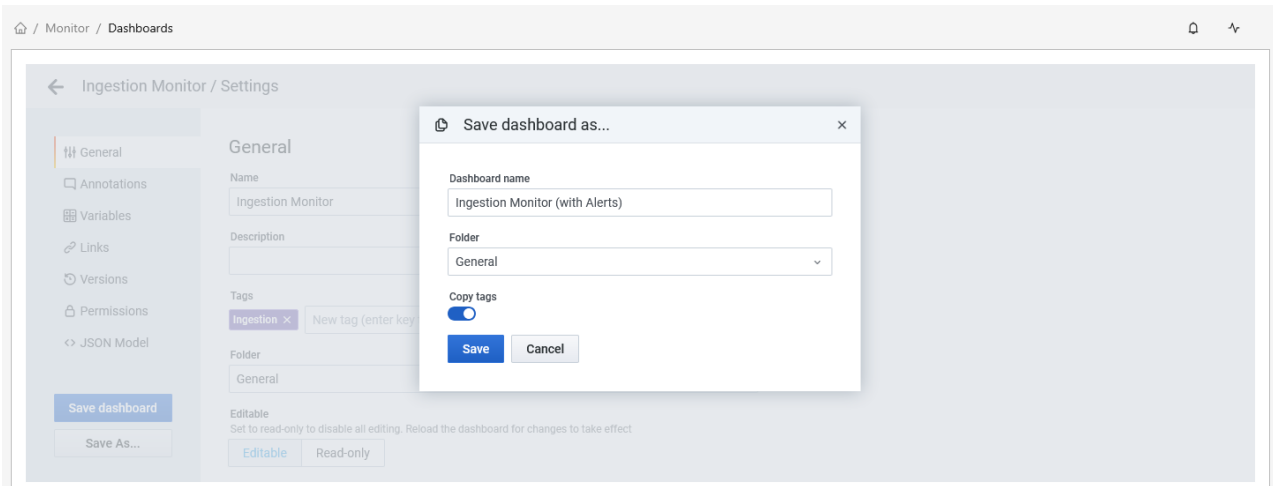 / Monitor / Dashboards
Ingestion Monitor / Settings
General
Annotations
Variables
Links
Versions
Permissions
<> JSON Model
Save dashboard
Save As...
General
Name
Ingestion Monitor
Description
Tags
Ingestion ×
New tag (enter key
Folder
General
Editable
Set to read-only to disable all editing. Reload the dashboard for changes to take effect
Editable Read-only
Save dashboard as... ×
Dashboard name
Ingestion Monitor (with Alerts)
Folder
General
Copy tags
Save Cancel